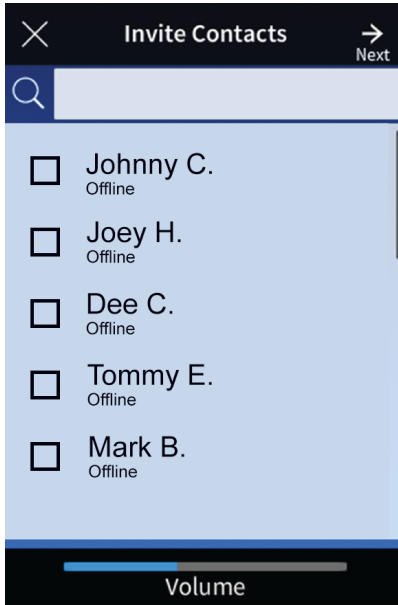 Invite Contacts
Next
Johnny C.
Offline
Joey H.
Offline
Dee C.
Offline
Tommy E.
Offline
Mark B.
Offline
Volume